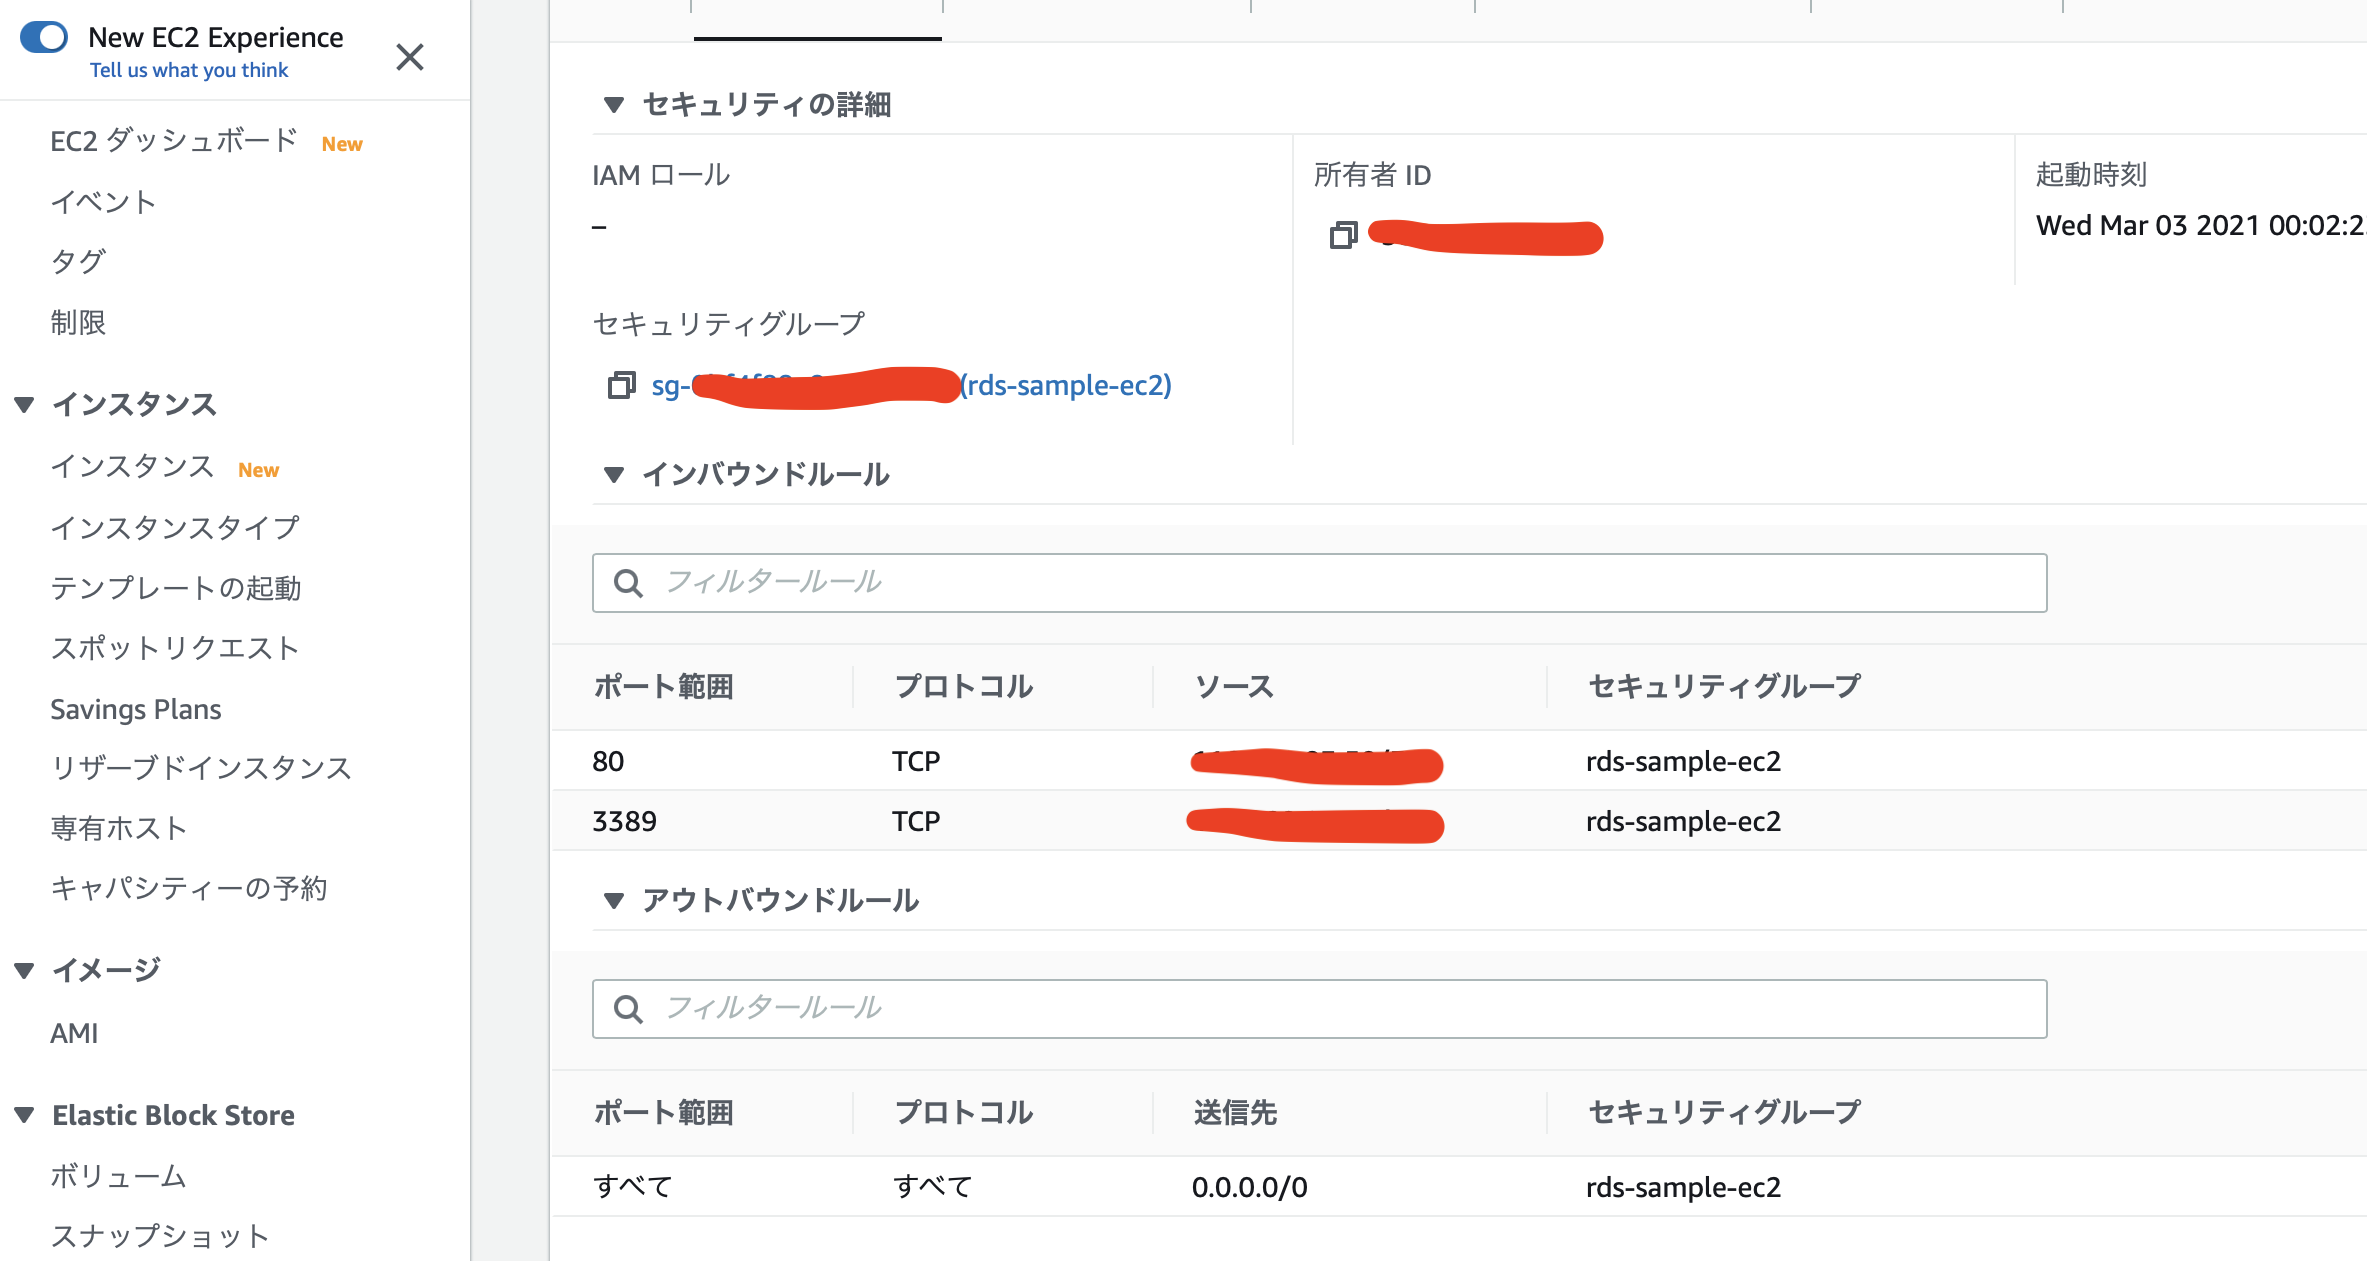 New EC2 Experience
Tell us what you think
EC2 ダッシュボード New
イベント
タグ
制限
インスタンス
インスタンス New
インスタンスタイプ
テンプレートの起動
スポットリクエスト
Savings Plans
リザーブドインスタンス
専有ホスト
キャパシティーの予約
イメージ
AMI
Elastic Block Store
ボリューム
スナップショット
セキュリティの詳細
IAM ロール
–
所有者 ID
起動時刻
Wed Mar 03 2021 00:02:2
セキュリティグループ
sg- (rds-sample-ec2)
インバウンドルール
フィルタールール
ポート範囲 プロトコル ソース セキュリティグループ
80 TCP rds-sample-ec2
3389 TCP rds-sample-ec2
アウトバウンドルール
フィルタールール
ポート範囲 プロトコル 送信先 セキュリティグループ
すべて すべて 0.0.0.0/0 rds-sample-ec2